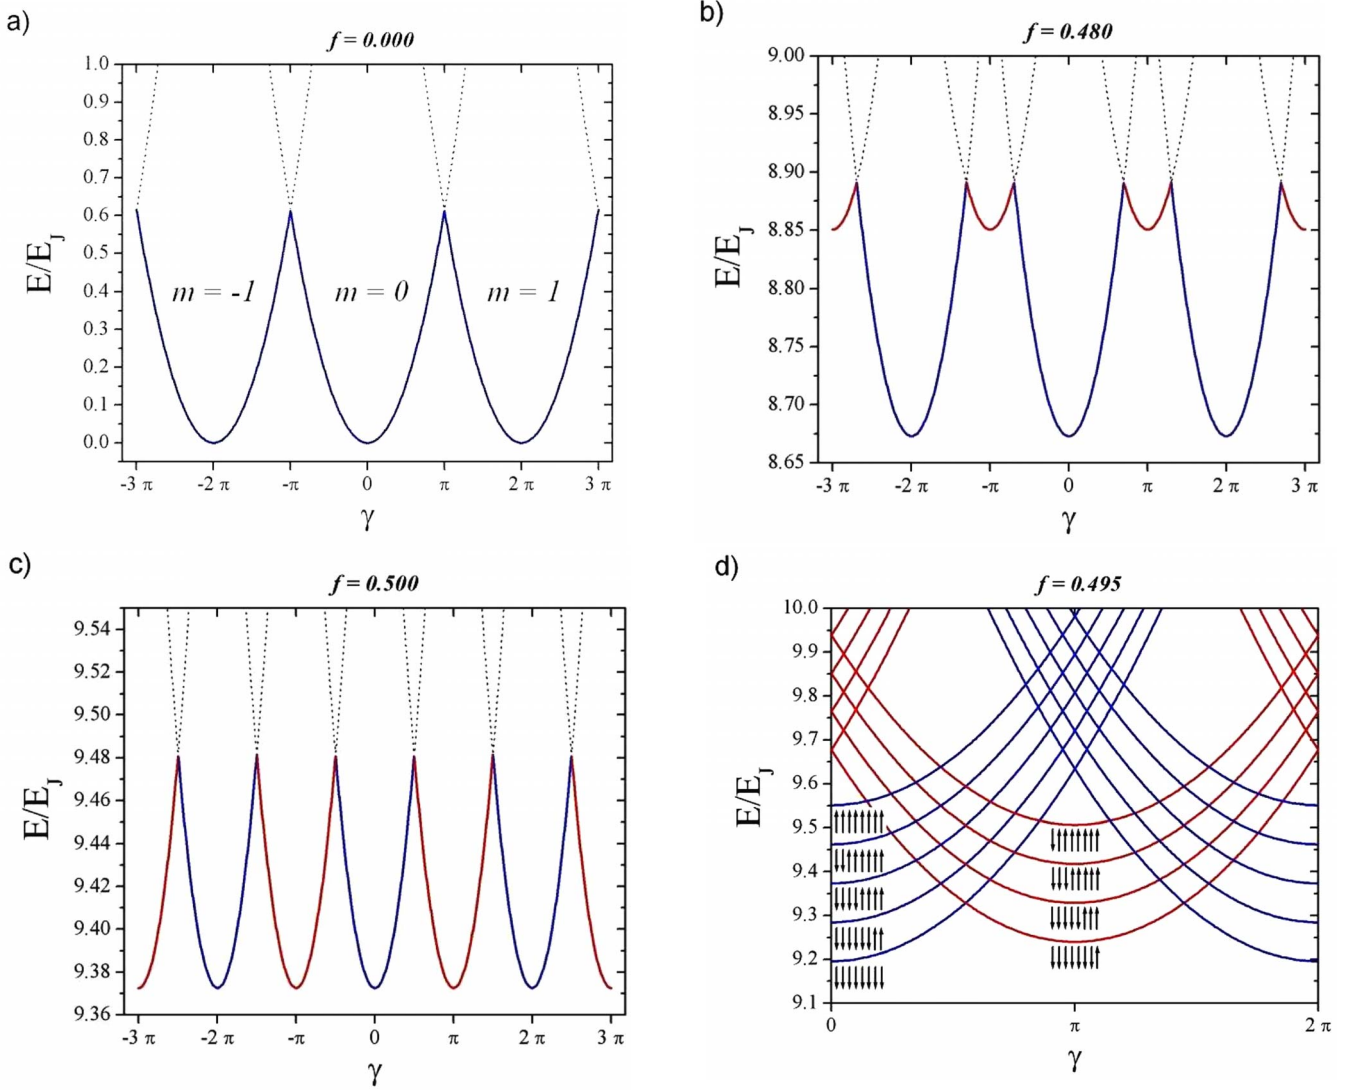 a)
f = 0.000
1.0
0.9
0.8
0.7
0.6
0.5
0.4
0.3
0.2
0.1
0.0
E/E_J
m = -1
m = 0
m = 1
-3 π -2 π -π 0 π 2 π 3 π
γ
b)
f = 0.480
9.00
8.95
8.90
8.85
8.80
8.75
8.70
8.65
E/E_J
-3 π -2 π -π 0 π 2 π 3 π
γ
c)
f = 0.500
9.54
9.52
9.50
9.48
9.46
9.44
9.42
9.40
9.38
9.36
E/E_J
-3 π -2 π -π 0 π 2 π 3 π
γ
d)
f = 0.495
10.0
9.9
9.8
9.7
9.6
9.5
9.4
9.3
9.2
9.1
E/E_J
↑↑↑↑↑↑↑↑
↓↓↑↑↑↑↑↑
↓↓↓↓↑↑↑↑
↓↓↓↓↓↓↑↑
↓↓↓↓↓↓↓↓
↓↑↑↑↑↑↑↑
↓↓↓↑↑↑↑↑
↓↓↓↓↓↑↑↑
↓↓↓↓↓↓↓↑
0 π 2 π
γ